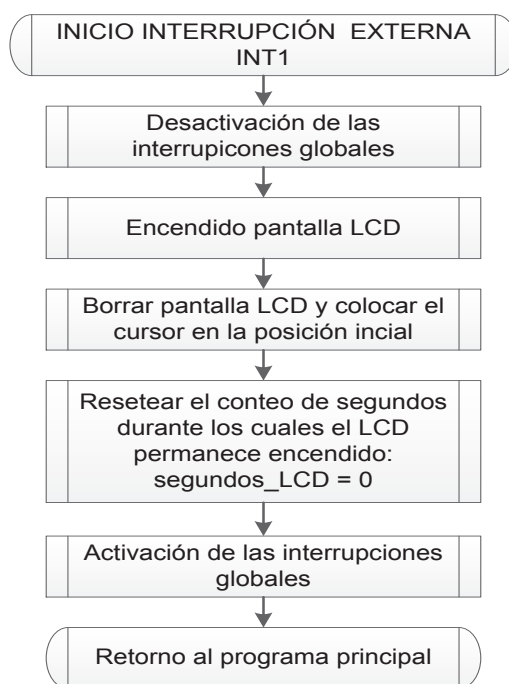 INICIO INTERRUPCIÓN EXTERNA
INT1
Desactivación de las
interrupicones globales
Encendido pantalla LCD
Borrar pantalla LCD y colocar el
cursor en la posición incial
Resetear el conteo de segundos
durante los cuales el LCD
permanece encendido:
segundos_LCD = 0
Activación de las interrupciones
globales
Retorno al programa principal